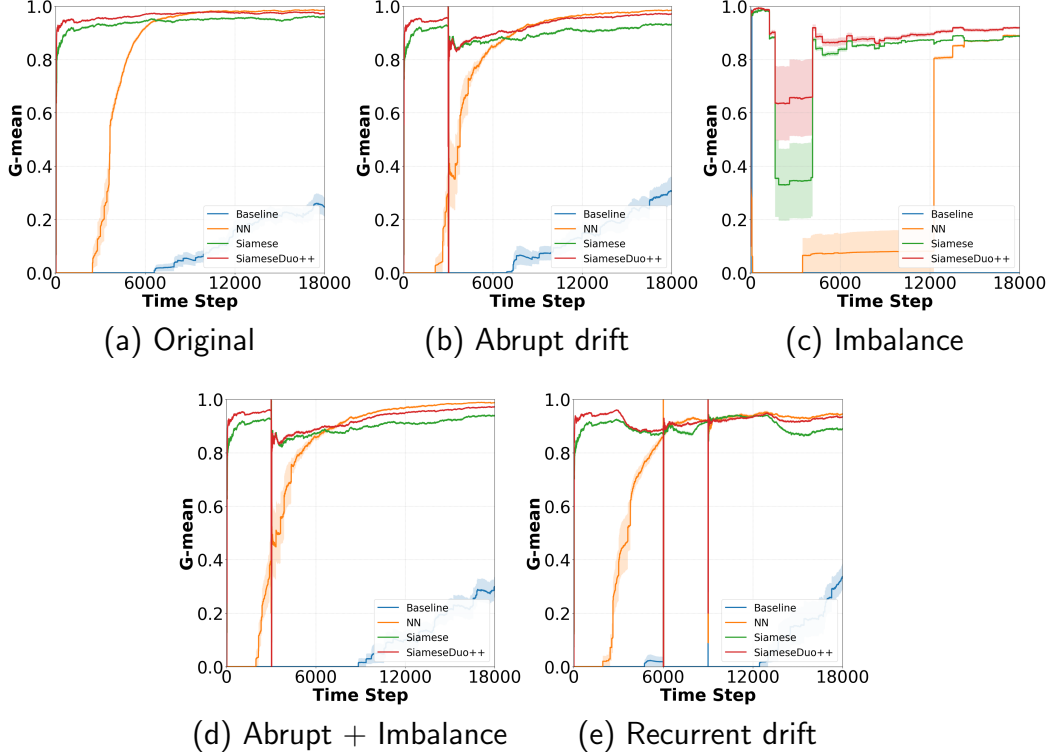 1.0
0.8
0.6
0.4
0.2
0.0
G-mean
0
6000
12000
18000
Time Step
Baseline
NN
Siamese
SiameseDuo++
(a) Original
1.0
0.8
0.6
0.4
0.2
0.0
G-mean
0
6000
12000
18000
Time Step
Baseline
NN
Siamese
SiameseDuo++
(b) Abrupt drift
1.0
0.8
0.6
0.4
0.2
0.0
G-mean
0
6000
12000
18000
Time Step
Baseline
NN
Siamese
SiameseDuo++
(c) Imbalance
1.0
0.8
0.6
0.4
0.2
0.0
G-mean
0
6000
12000
18000
Time Step
Baseline
NN
Siamese
SiameseDuo++
(d) Abrupt + Imbalance
1.0
0.8
0.6
0.4
0.2
0.0
G-mean
0
6000
12000
18000
Time Step
Baseline
NN
Siamese
SiameseDuo++
(e) Recurrent drift